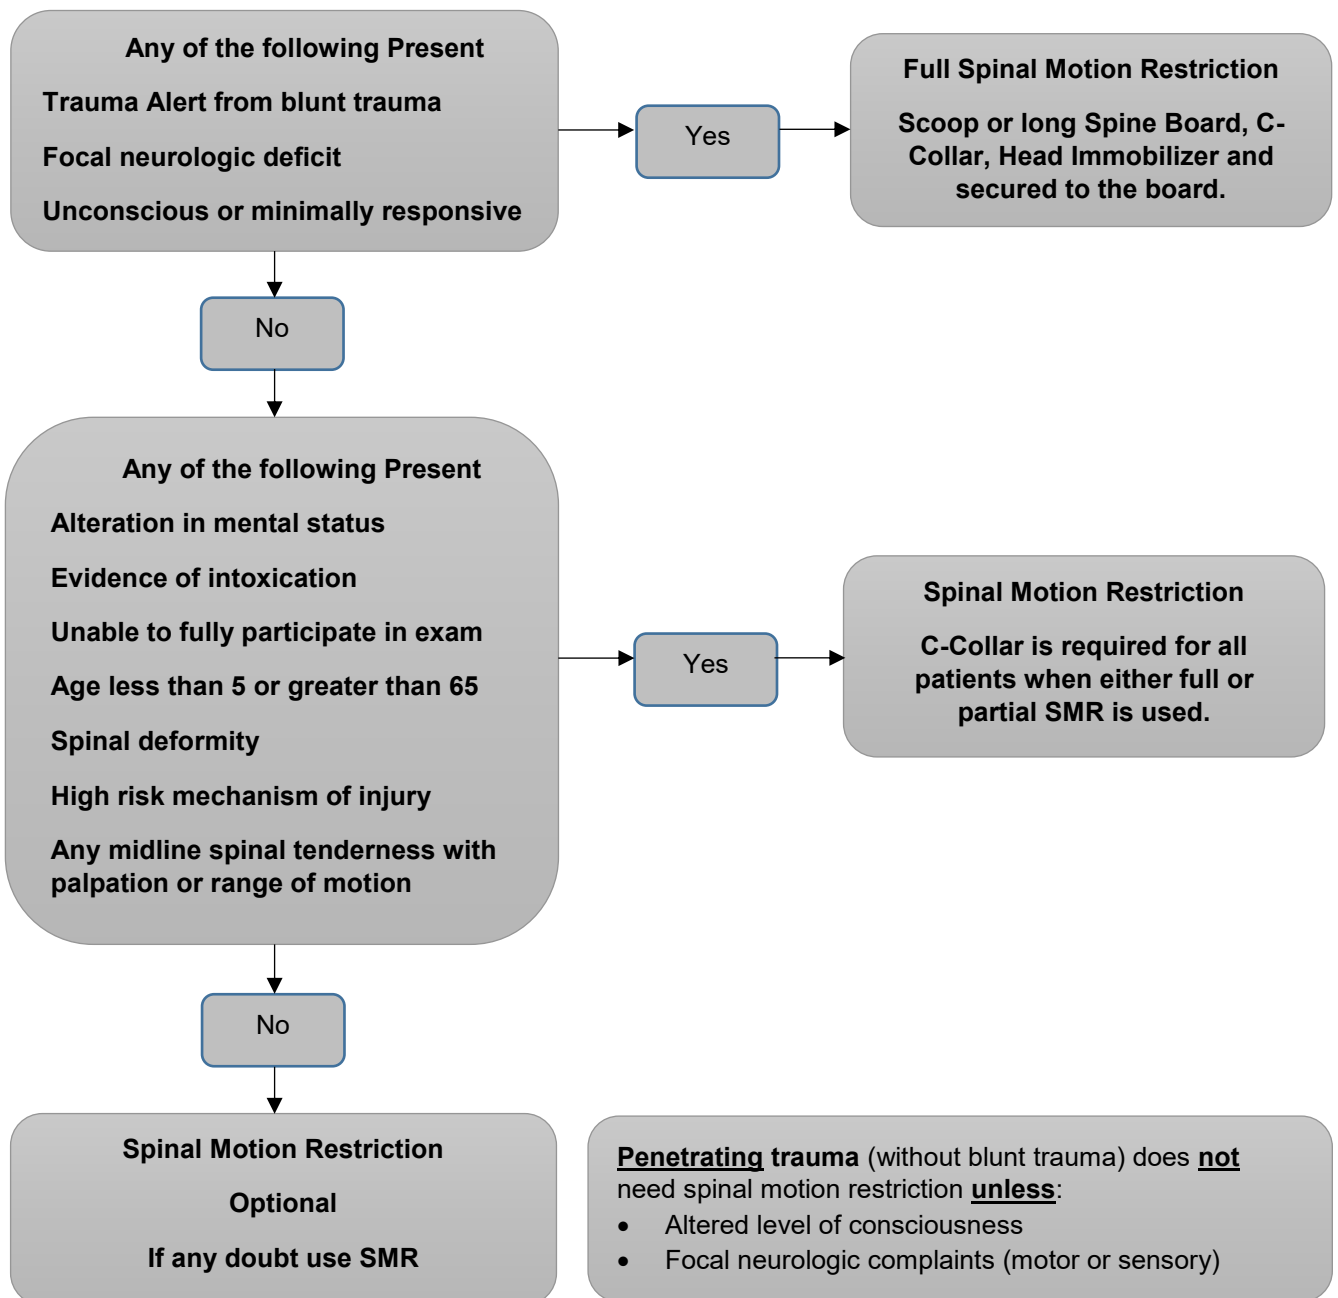 Any of the following Present
Trauma Alert from blunt trauma
Focal neurologic deficit
Unconscious or minimally responsive
Yes
Full Spinal Motion Restriction
Scoop or long Spine Board, C-
Collar, Head Immobilizer and
secured to the board.
No
Any of the following Present
Alteration in mental status
Evidence of intoxication
Unable to fully participate in exam
Age less than 5 or greater than 65
Spinal deformity
High risk mechanism of injury
Any midline spinal tenderness with
palpation or range of motion
Yes
Spinal Motion Restriction
C-Collar is required for all
patients when either full or
partial SMR is used.
No
Spinal Motion Restriction
Optional
If any doubt use SMR
Penetrating trauma (without blunt trauma) does not
need spinal motion restriction unless:
• Altered level of consciousness
• Focal neurologic complaints (motor or sensory)